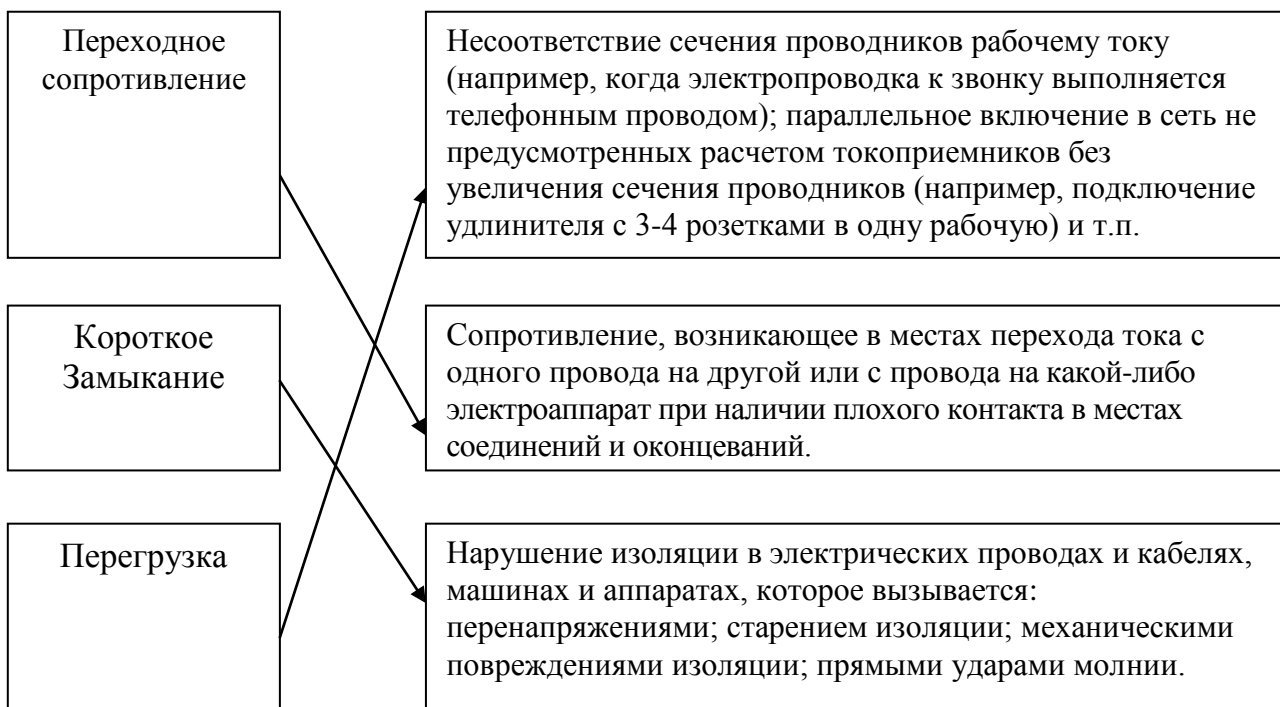 Переходное
сопротивление
Несоответствие сечения проводников рабочему току
(например, когда электропроводка к звонку выполняется
телефонным проводом); параллельное включение в сеть не
предусмотренных расчетом токоприемников без
увеличения сечения проводников (например, подключение
удлинителя с 3-4 розетками в одну рабочую) и т.п.
Короткое
Замыкание
Сопротивление, возникающее в местах перехода тока с
одного провода на другой или с провода на какой-либо
электроаппарат при наличии плохого контакта в местах
соединений и оконцеваний.
Перегрузка
Нарушение изоляции в электрических проводах и кабелях,
машинах и аппаратах, которое вызывается:
перенапряжениями; старением изоляции; механическими
повреждениями изоляции; прямыми ударами молнии.